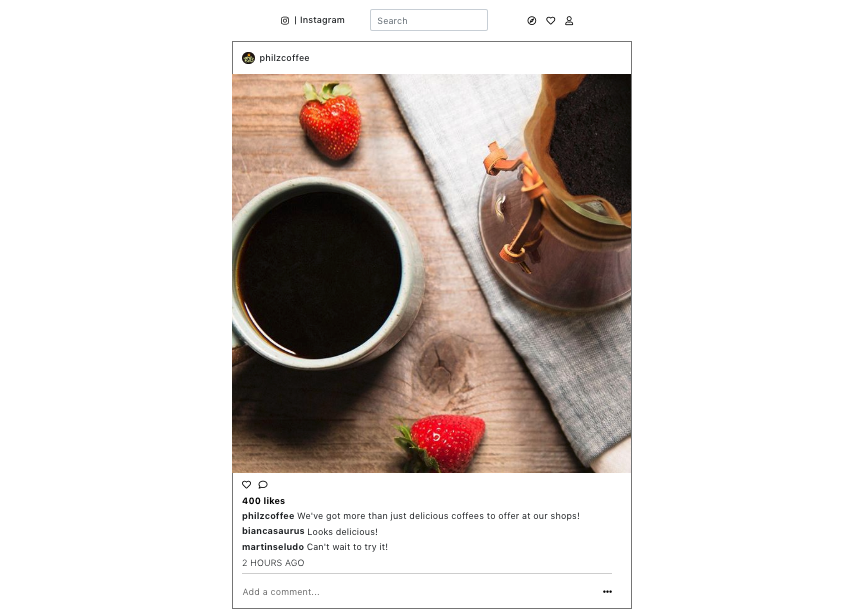 | Instagram
Search
philzcoffee
400 likes
philzcoffee We've got more than just delicious coffees to offer at our shops!
biancasaurus Looks delicious!
martinseludo Can't wait to try it!
2 HOURS AGO
Add a comment...